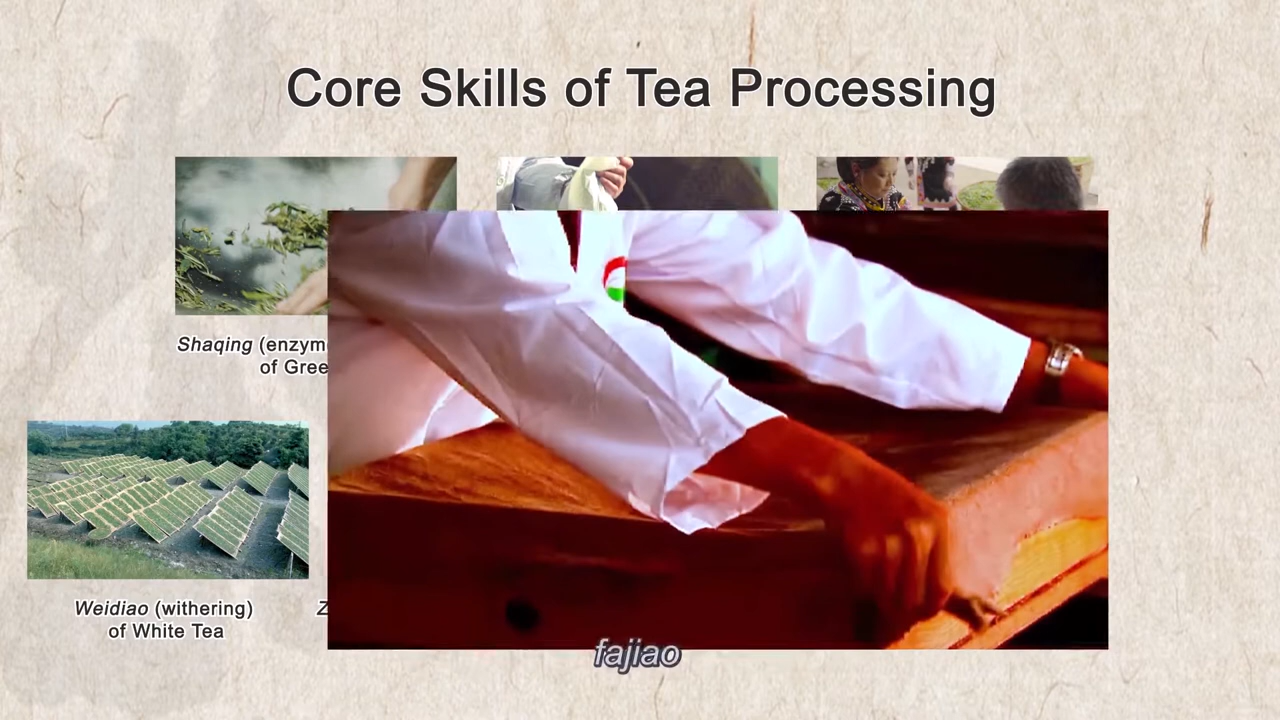 Core Skills of Tea Processing
Shaqing (enzym
of Gree
Weidiao (withering)
of White Tea
Z
fajiao